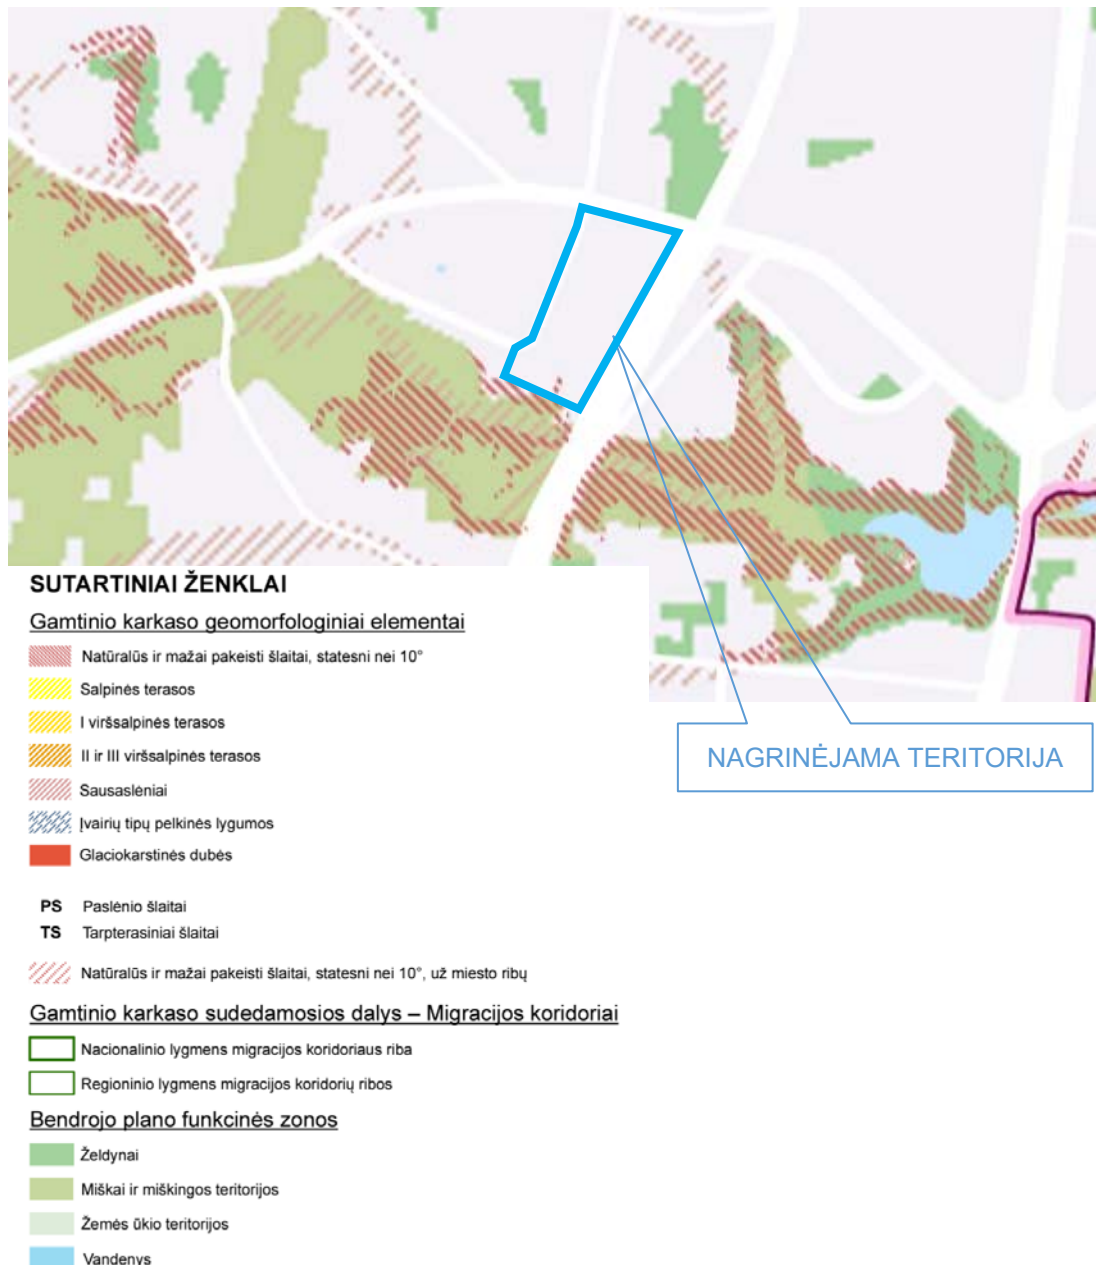 NAGRINĖJAMA TERITORIJA
SUTARTINIAI ŽENKLAI
Gamtinio karkaso geomorfologiniai elementai
Natūralūs ir mažai pakeisti šlaitai, statesni nei 10°
Salpinės terasos
I viršsalpinės terasos
II ir III viršsalpinės terasos
Sausaslėniai
Įvairių tipų pelkinės lygumos
Glaciokarstinės dubės
PS Paslėnio šlaitai
TS Tarpterasiniai šlaitai
Natūralūs ir mažai pakeisti šlaitai, statesni nei 10°, už miesto ribų
Gamtinio karkaso sudedamosios dalys – Migracijos koridoriai
Nacionalinio lygmens migracijos koridoriaus riba
Regioninio lygmens migracijos koridorių ribos
Bendrojo plano funkcinės zonos
Želdynai
Miškai ir miškingos teritorijos
Žemės ūkio teritorijos
Vandenys